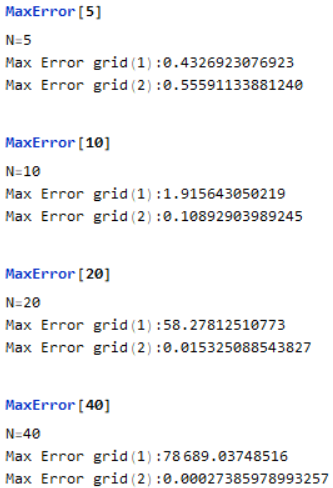 MaxError[5]
N=5
Max Error grid(1):0.4326923076923
Max Error grid(2):0.55591133881240
MaxError[10]
N=10
Max Error grid(1):1.915643050219
Max Error grid(2):0.10892903989245
MaxError[20]
N=20
Max Error grid(1):58.27812510773
Max Error grid(2):0.015325088543827
MaxError[40]
N=40
Max Error grid(1):78689.03748516
Max Error grid(2):0.00027385978993257